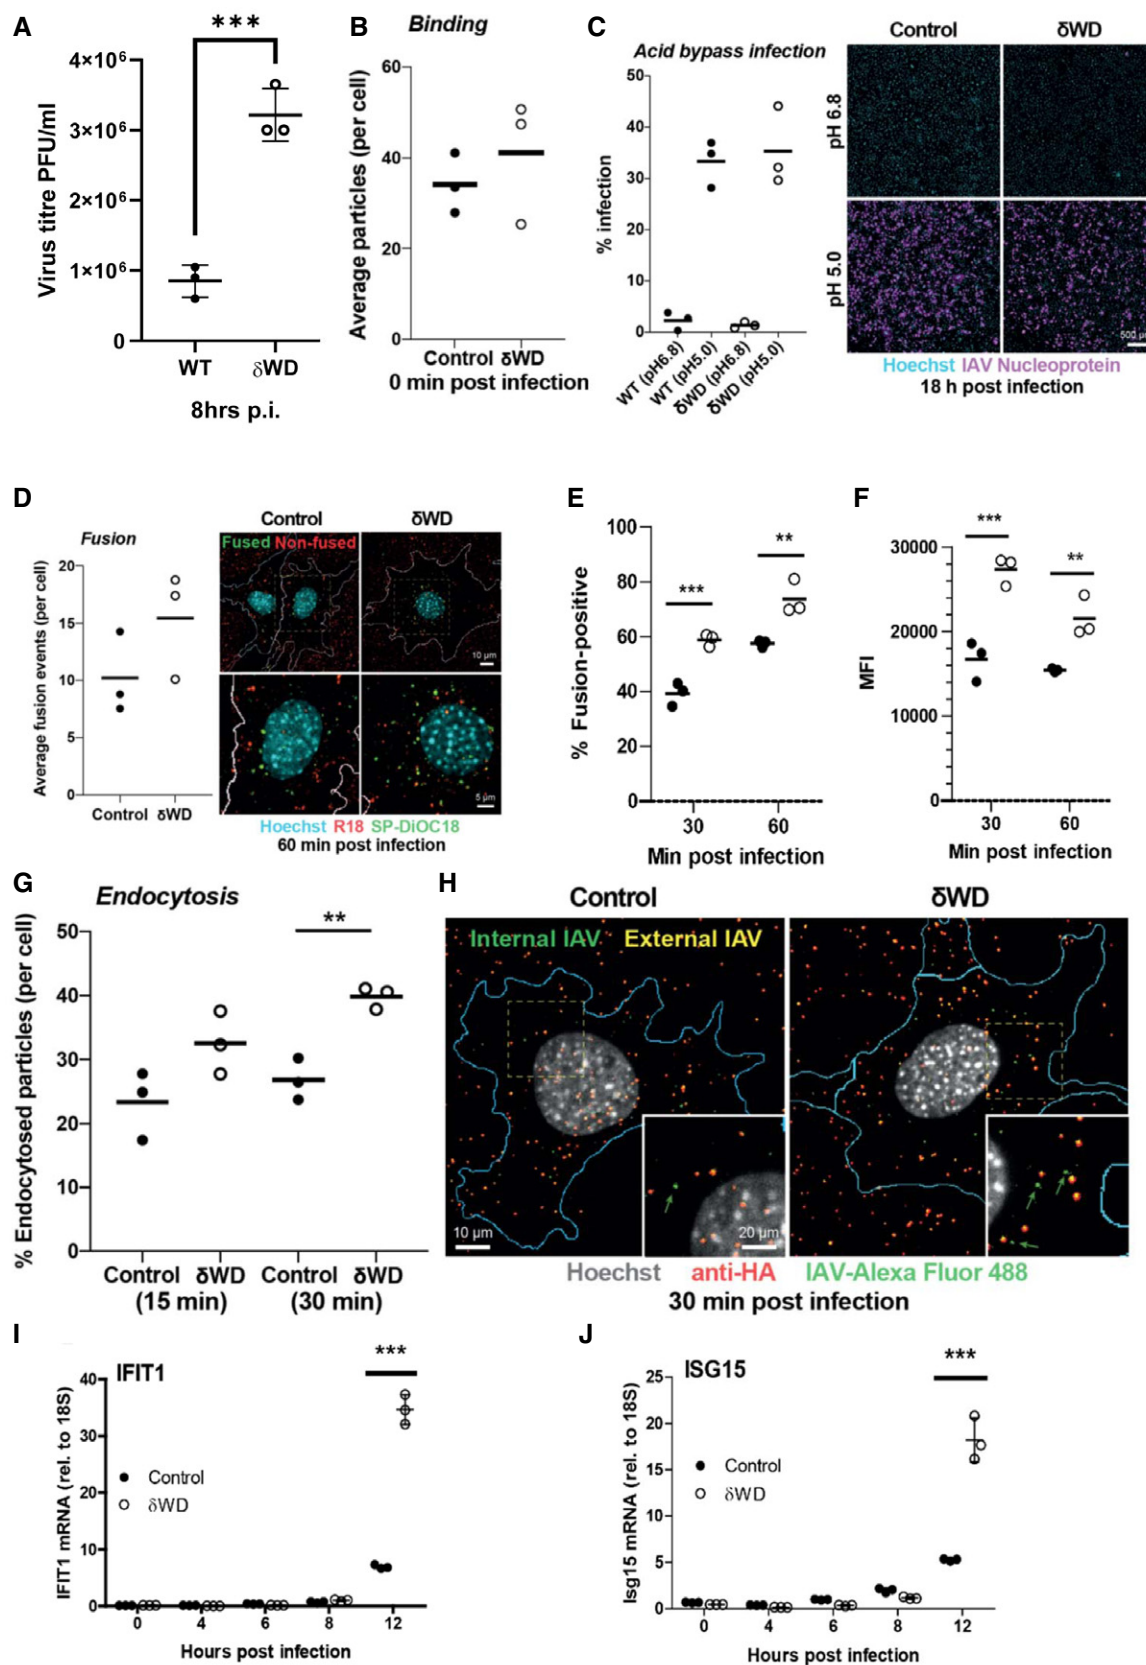 A
***
Virus titre PFU/ml
4×10⁶
3×10⁶
2×10⁶
1×10⁶
0
WT
δWD
8hrs p.i.
B
Binding
Average particles (per cell)
60
40
20
0
Control δWD
0 min post infection
C
Acid bypass infection
% infection
50
40
30
20
10
0
WT (pH6.8)
WT (pH5.0)
δWD (pH6.8)
δWD (pH5.0)
Control
δWD
pH 6.8
pH 5.0
Hoechst IAV Nucleoprotein
18 h post infection
D
Fusion
Average fusion events (per cell)
20
15
10
5
0
Control δWD
Control
δWD
Fused Non-fused
10 µm
5 µm
Hoechst R18 SP-DiOC18
60 min post infection
E
% Fusion-positive
100
80
60
40
20
0
***
**
30
60
Min post infection
F
MFI
30000
20000
10000
0
***
**
30
60
Min post infection
G
Endocytosis
% Endocytosed particles (per cell)
50
40
30
20
10
0
**
Control δWD Control δWD
(15 min) (30 min)
H
Control
δWD
Internal IAV External IAV
10 µm
20 µm
Hoechst anti-HA IAV-Alexa Fluor 488
30 min post infection
I
IFIT1
***
IFIT1 mRNA (rel. to 18S)
40
30
20
10
0
Control
δWD
0 4 6 8 12
Hours post infection
J
ISG15
***
Isg15 mRNA (rel. to 18S)
25
20
15
10
5
0
Control
δWD
0 4 6 8 12
Hours post infection